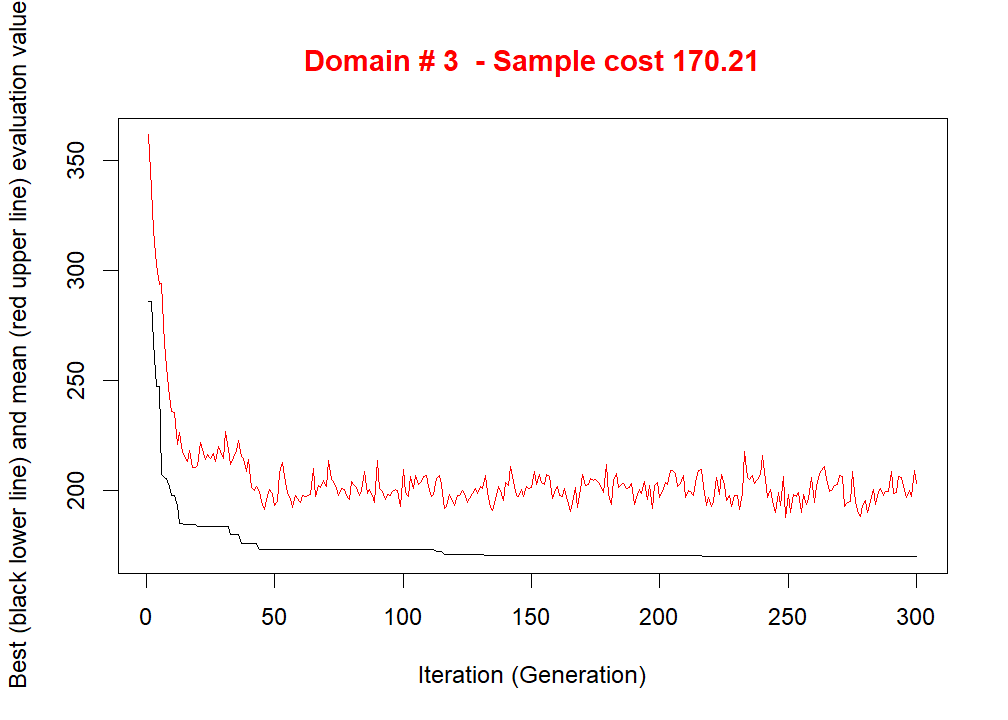 Domain # 3  - Sample cost 170.21
Best (black lower line) and mean (red upper line) evaluation value
350
300
250
200
0 50 100 150 200 250 300
Iteration (Generation)